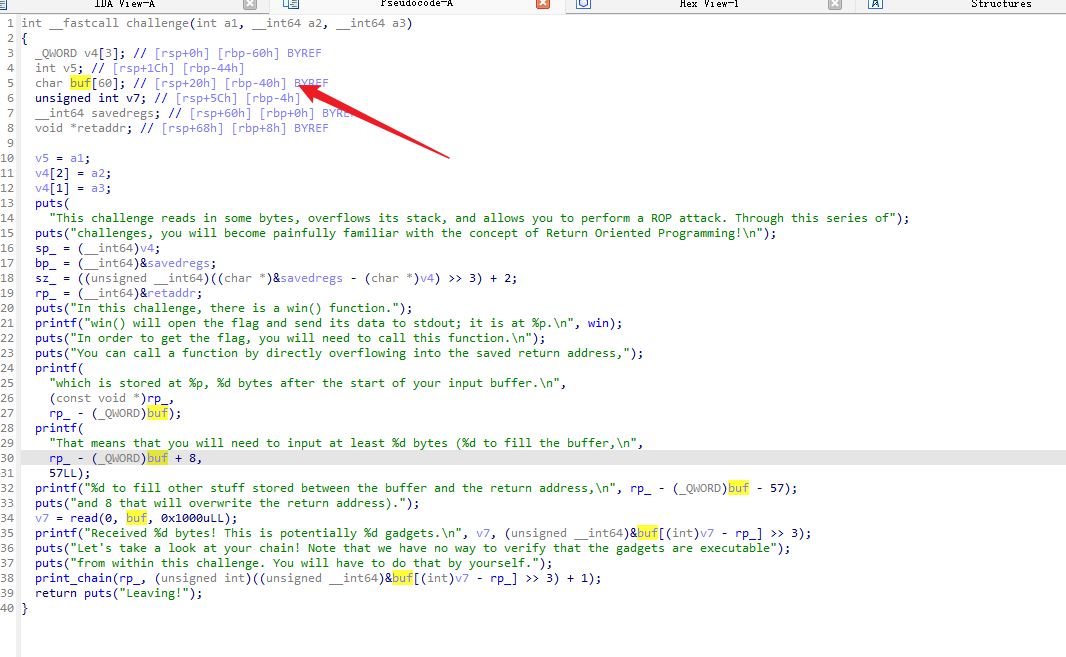 IDA View-A Pseudocode-A Hex View-1 Structures
1 int __fastcall challenge(int a1, __int64 a2, __int64 a3)
2 {
3 _QWORD v4[3]; // [rsp+0h] [rbp-60h] BYREF
4 int v5; // [rsp+1Ch] [rbp-44h]
5 char buf[60]; // [rsp+20h] [rbp-40h] BYREF
6 unsigned int v7; // [rsp+5Ch] [rbp-4h]
7 __int64 savedregs; // [rsp+60h] [rbp+0h] BYREF
8 void *retaddr; // [rsp+68h] [rbp+8h] BYREF
9
10 v5 = a1;
11 v4[2] = a2;
12 v4[1] = a3;
13 puts(
14 "This challenge reads in some bytes, overflows its stack, and allows you to perform a ROP attack. Through this series of");
15 puts("challenges, you will become painfully familiar with the concept of Return Oriented Programming!\n");
16 sp_ = (__int64)v4;
17 bp_ = (__int64)&savedregs;
18 sz_ = ((unsigned __int64)((char *)&savedregs - (char *)v4) >> 3) + 2;
19 rp_ = (__int64)&retaddr;
20 puts("In this challenge, there is a win() function.");
21 printf("win() will open the flag and send its data to stdout; it is at %p.\n", win);
22 puts("In order to get the flag, you will need to call this function.\n");
23 puts("You can call a function by directly overflowing into the saved return address,");
24 printf(
25 "which is stored at %p, %d bytes after the start of your input buffer.\n",
26 (const void *)rp_,
27 rp_ - (_QWORD)buf);
28 printf(
29 "That means that you will need to input at least %d bytes (%d to fill the buffer,\n",
30 rp_ - (_QWORD)buf + 8,
31 57LL);
32 printf("%d to fill other stuff stored between the buffer and the return address,\n", rp_ - (_QWORD)buf - 57);
33 puts("and 8 that will overwrite the return address).");
34 v7 = read(0, buf, 0x1000uLL);
35 printf("Received %d bytes! This is potentially %d gadgets.\n", v7, (unsigned __int64)&buf[(int)v7 - rp_] >> 3);
36 puts("Let's take a look at your chain! Note that we have no way to verify that the gadgets are executable");
37 puts("from within this challenge. You will have to do that by yourself.");
38 print_chain(rp_, (unsigned int)((unsigned __int64)&buf[(int)v7 - rp_] >> 3) + 1);
39 return puts("Leaving!");
40 }